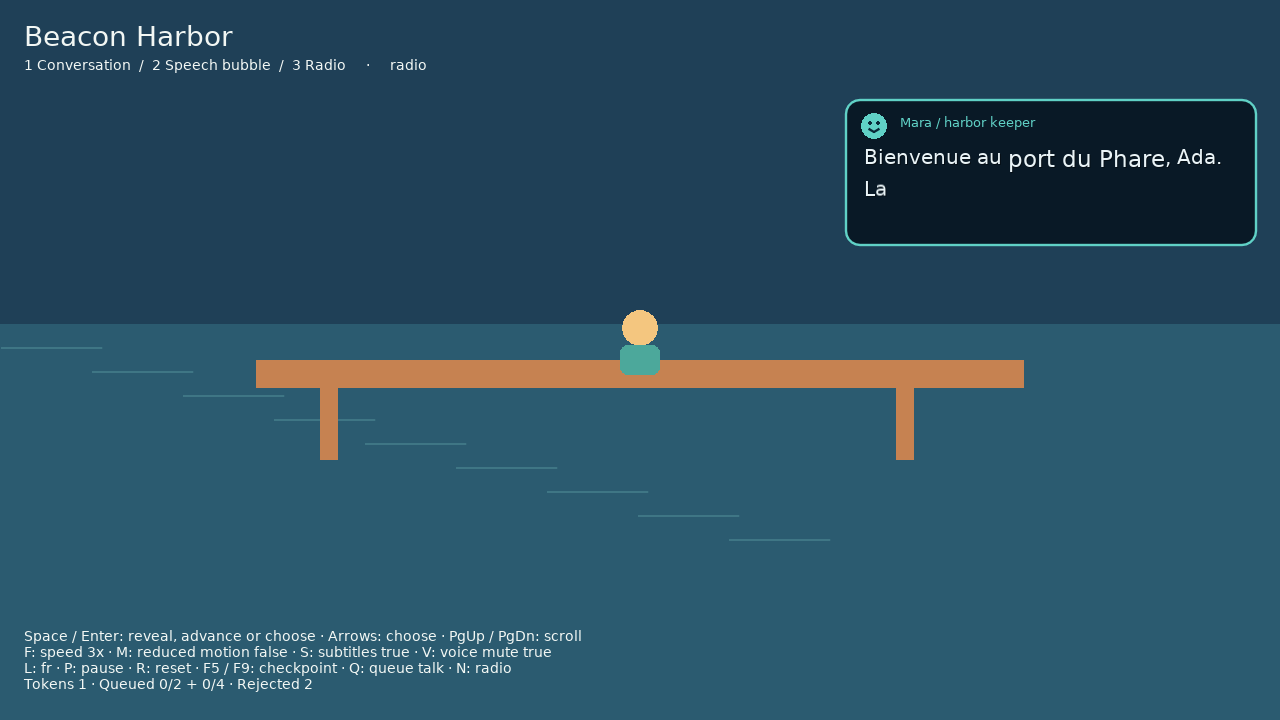 Beacon Harbor
1 Conversation / 2 Speech bubble / 3 Radio · radio
Mara / harbor keeper
Bienvenue au port du Phare, Ada.
La
Space / Enter: reveal, advance or choose · Arrows: choose · PgUp / PgDn: scroll
F: speed 3x · M: reduced motion false · S: subtitles true · V: voice mute true
L: fr · P: pause · R: reset · F5 / F9: checkpoint · Q: queue talk · N: radio
Tokens 1 · Queued 0/2 + 0/4 · Rejected 2